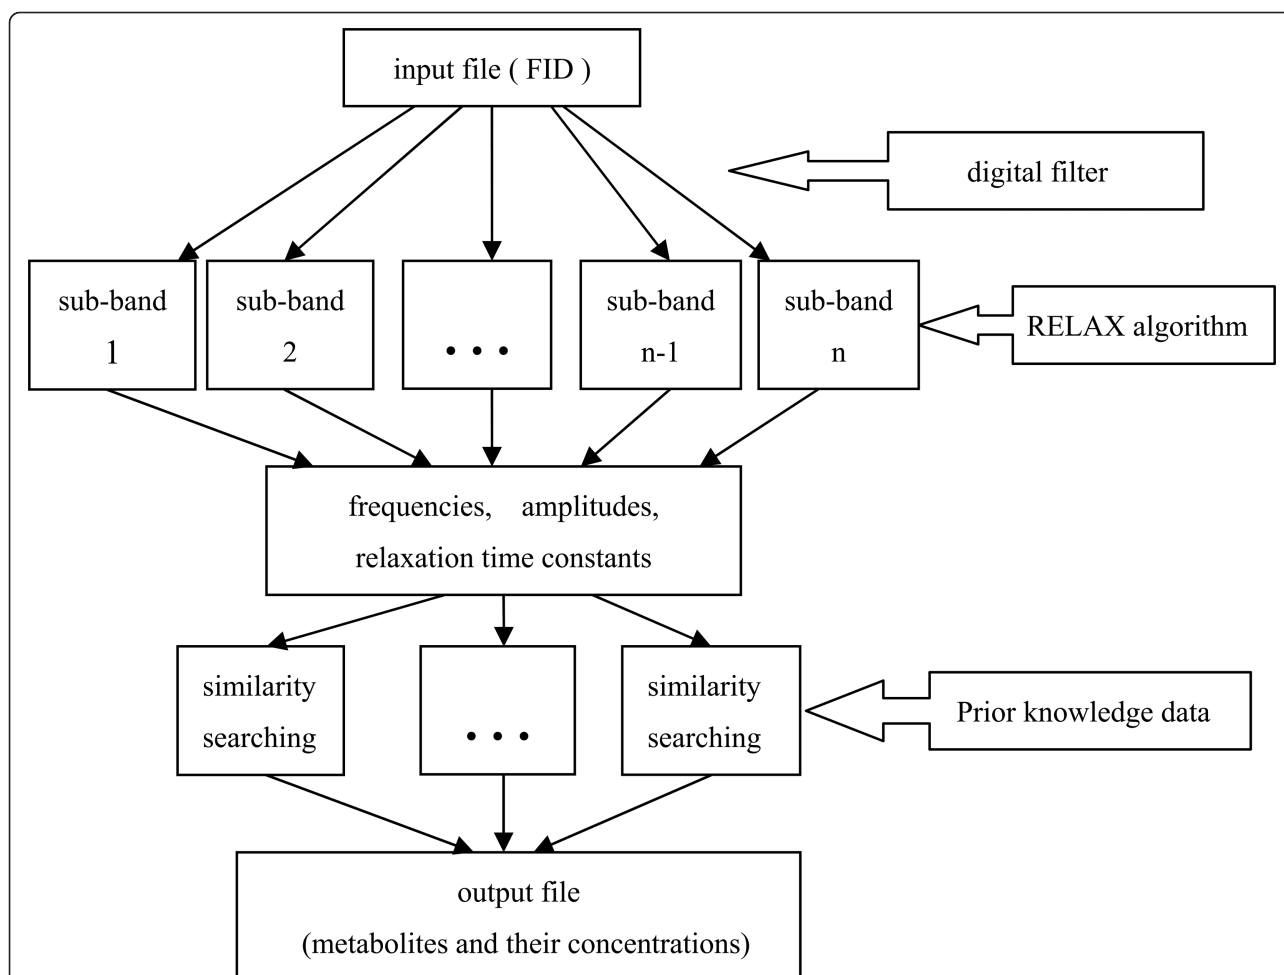 input file ( FID )
digital filter
sub-band
1
sub-band
2
• • •
sub-band
n-1
sub-band
n
RELAX algorithm
frequencies, amplitudes,
relaxation time constants
similarity
searching
• • •
similarity
searching
Prior knowledge data
output file
(metabolites and their concentrations)